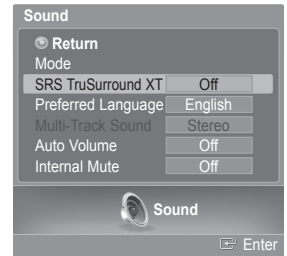 Sound
Return
Mode
SRS TruSurround XT Off
Preferred Language English
Multi-Track Sound Stereo
Auto Volume Off
Internal Mute Off
Sound
Enter